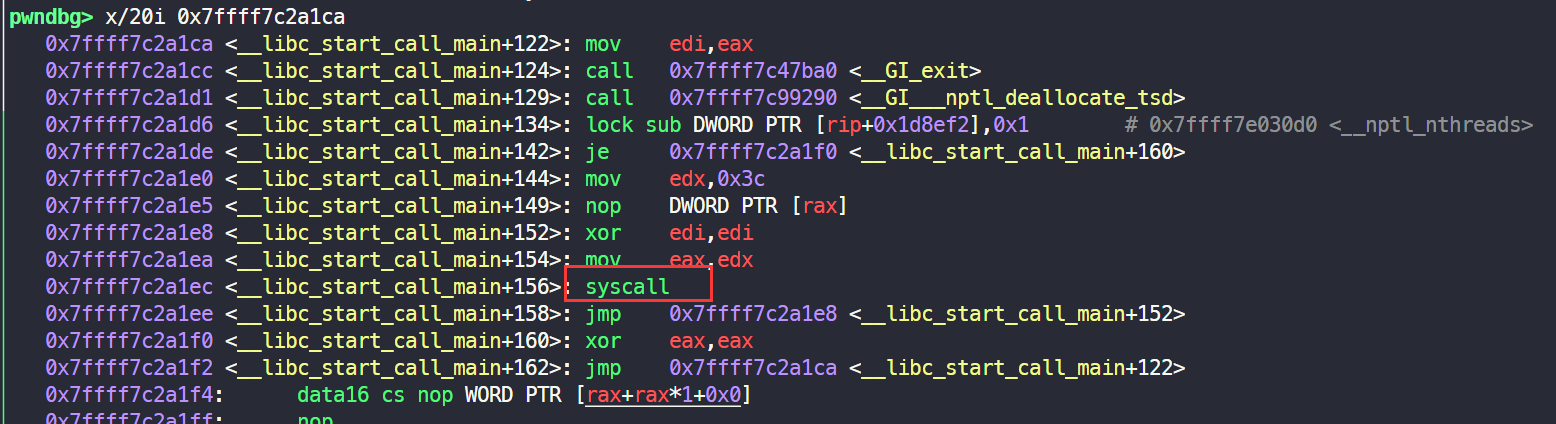 pwndbg> x/20i 0x7ffff7c2a1ca
0x7ffff7c2a1ca <__libc_start_call_main+122>: mov edi,eax
0x7ffff7c2a1cc <__libc_start_call_main+124>: call 0x7ffff7c47ba0 <__GI_exit>
0x7ffff7c2a1d1 <__libc_start_call_main+129>: call 0x7ffff7c99290 <__GI___nptl_deallocate_tsd>
0x7ffff7c2a1d6 <__libc_start_call_main+134>: lock sub DWORD PTR [rip+0x1d8ef2],0x1 # 0x7ffff7e030d0 <__nptl_nthreads>
0x7ffff7c2a1de <__libc_start_call_main+142>: je 0x7ffff7c2a1f0 <__libc_start_call_main+160>
0x7ffff7c2a1e0 <__libc_start_call_main+144>: mov edx,0x3c
0x7ffff7c2a1e5 <__libc_start_call_main+149>: nop DWORD PTR [rax]
0x7ffff7c2a1e8 <__libc_start_call_main+152>: xor edi,edi
0x7ffff7c2a1ea <__libc_start_call_main+154>: mov eax,edx
0x7ffff7c2a1ec <__libc_start_call_main+156>: syscall
0x7ffff7c2a1ee <__libc_start_call_main+158>: jmp 0x7ffff7c2a1e8 <__libc_start_call_main+152>
0x7ffff7c2a1f0 <__libc_start_call_main+160>: xor eax,eax
0x7ffff7c2a1f2 <__libc_start_call_main+162>: jmp 0x7ffff7c2a1ca <__libc_start_call_main+122>
0x7ffff7c2a1f4: data16 cs nop WORD PTR [rax+rax*1+0x0]
0x7ffff7c2a1ff: nop